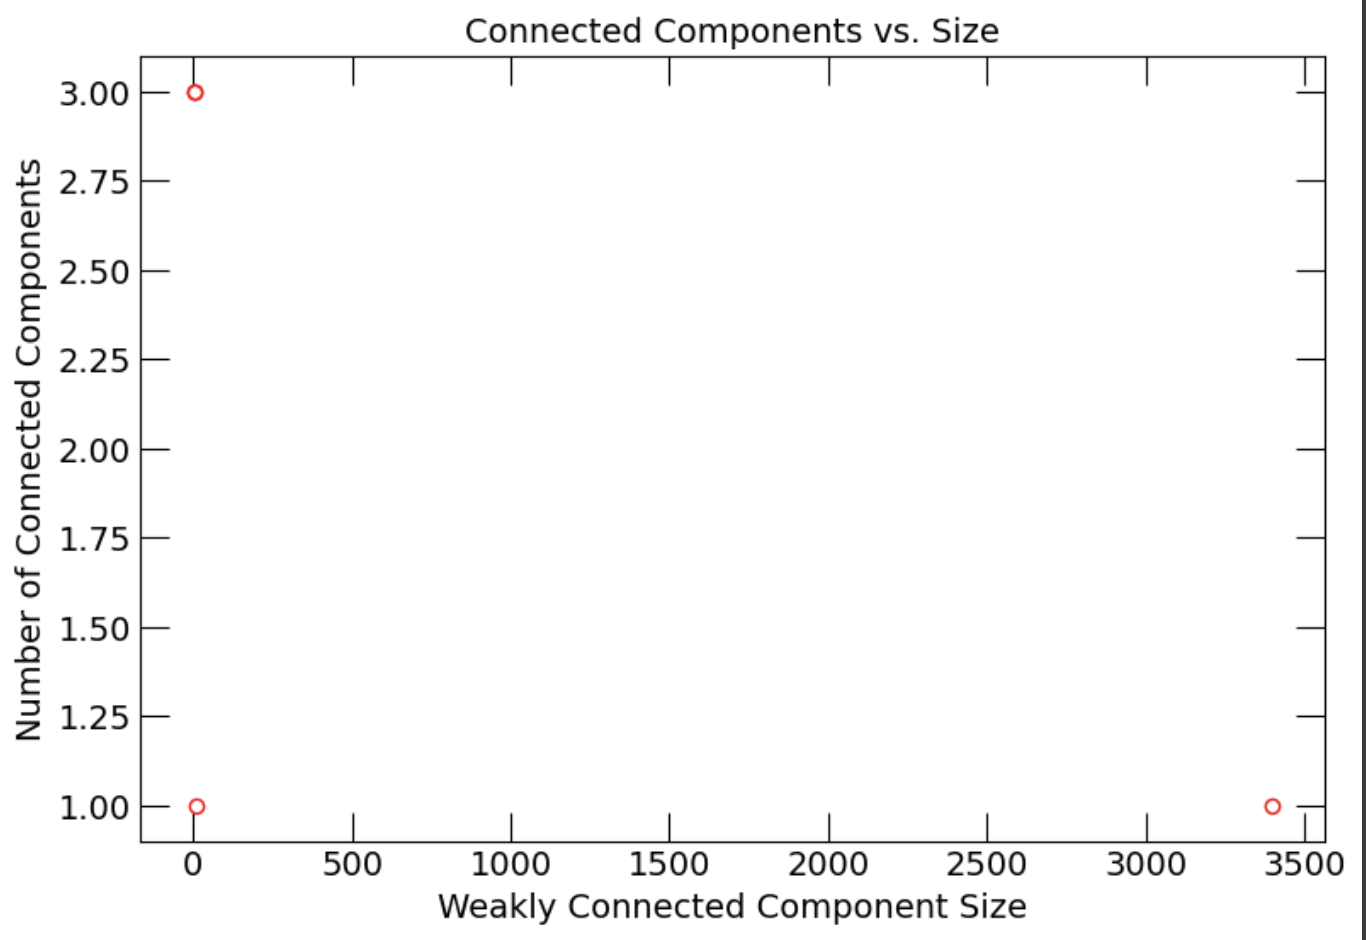 Connected Components vs. Size
Number of Connected Components
3.00
2.75
2.50
2.25
2.00
1.75
1.50
1.25
1.00
0 500 1000 1500 2000 2500 3000 3500
Weakly Connected Component Size